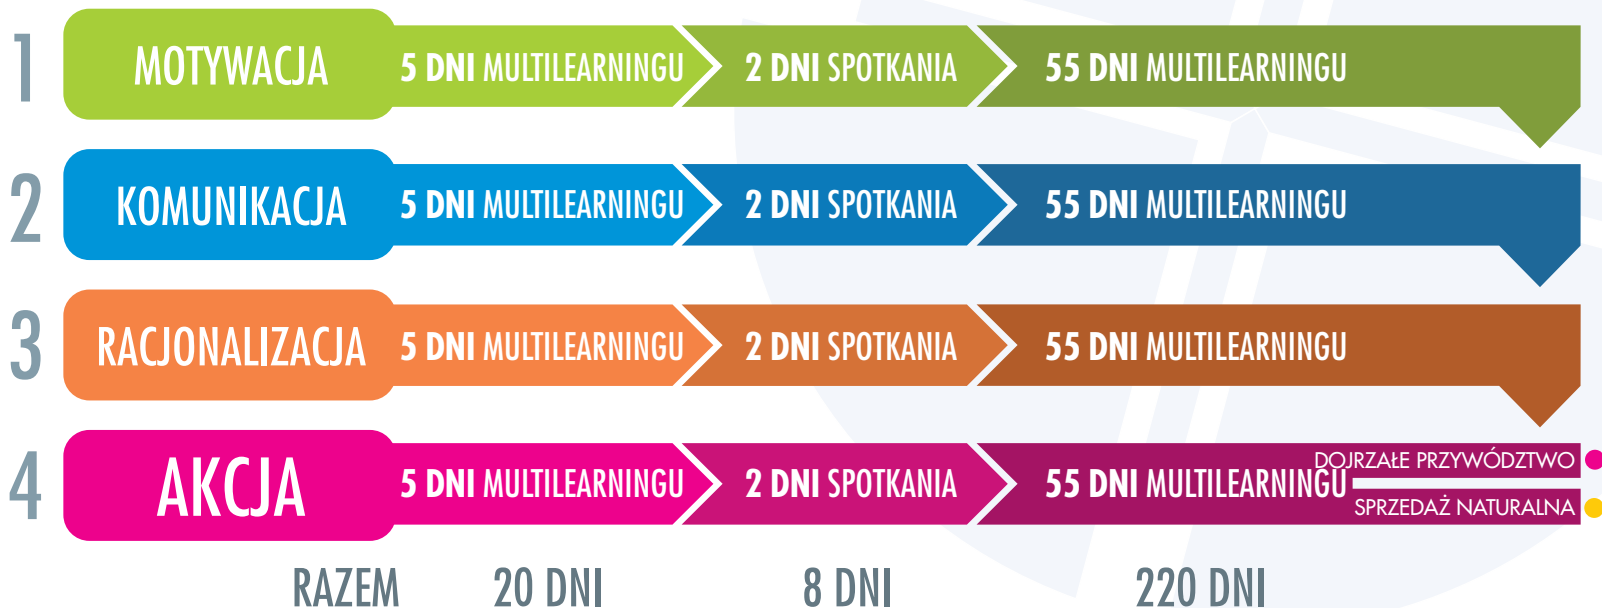 1 MOTYWACJA 5 DNI MULTILEARNINGU 2 DNI SPOTKANIA 55 DNI MULTILEARNINGU
2 KOMUNIKACJA 5 DNI MULTILEARNINGU 2 DNI SPOTKANIA 55 DNI MULTILEARNINGU
3 RACJONALIZACJA 5 DNI MULTILEARNINGU 2 DNI SPOTKANIA 55 DNI MULTILEARNINGU
4 AKCJA 5 DNI MULTILEARNINGU 2 DNI SPOTKANIA 55 DNI MULTILEARNINGU
DOJRZAŁE PRZYWÓDZTWO
SPRZEDAŻ NATURALNA
RAZEM 20 DNI 8 DNI 220 DNI